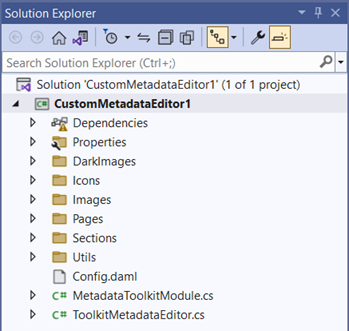 Solution Explorer
Search Solution Explorer (Ctrl+;)
Solution 'CustomMetadataEditor1' (1 of 1 project)
C# CustomMetadataEditor1
Dependencies
Properties
DarkImages
Icons
Images
Pages
Sections
Utils
Config.daml
C# MetadataToolkitModule.cs
C# ToolkitMetadataEditor.cs